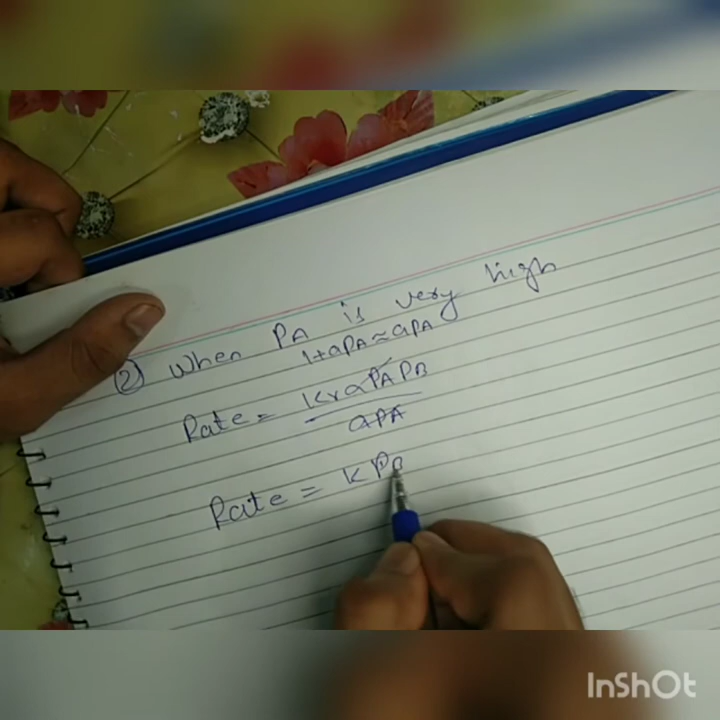 ② When PA is very high
1+aPA≈aPA
Rate = KraPAPB
aPA
Rate = KPB
InShOt